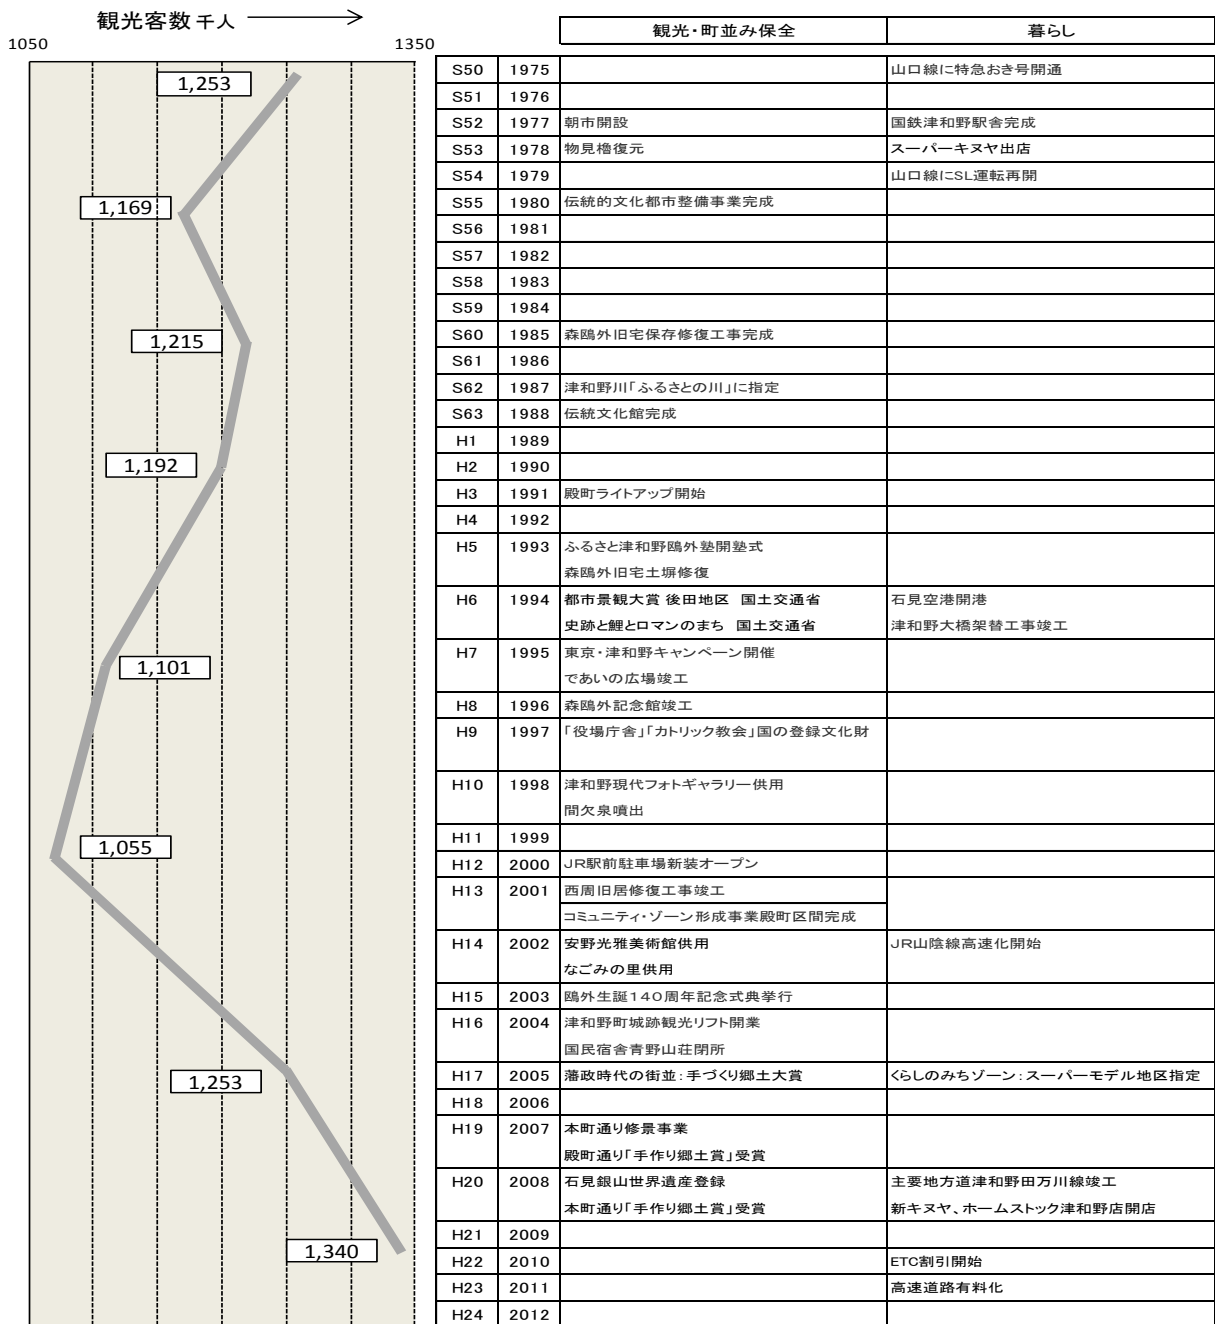 観光客数 千人
1050 1350
観光・町並み保全 暮らし
S50 1975 山口線に特急おき号開通
1,253
S51 1976
S52 1977 朝市開設 国鉄津和野駅舎完成
S53 1978 物見櫓復元 スーパーキヌヤ出店
S54 1979 山口線にSL運転再開
S55 1980 伝統的文化都市整備事業完成
1,169
S56 1981
S57 1982
S58 1983
S59 1984
S60 1985 森鴎外旧宅保存修復工事完成
1,215
S61 1986
S62 1987 津和野川「ふるさとの川」に指定
S63 1988 伝統文化館完成
H1 1989
H2 1990
1,192
H3 1991 殿町ライトアップ開始
H4 1992
H5 1993 ふるさと津和野鴎外塾開塾式
森鴎外旧宅土塀修復
H6 1994 都市景観大賞 後田地区 国土交通省 石見空港開港
史跡と鯉とロマンのまち 国土交通省 津和野大橋架替工事竣工
H7 1995 東京・津和野キャンペーン開催
1,101
であいの広場竣工
H8 1996 森鴎外記念館竣工
H9 1997 「役場庁舎」「カトリック教会」国の登録文化財
H10 1998 津和野現代フォトギャラリー供用
間欠泉噴出
H11 1999
1,055
H12 2000 JR駅前駐車場新装オープン
H13 2001 西周旧居修復工事竣工
コミュニティ・ゾーン形成事業殿町区間完成
H14 2002 安野光雅美術館供用 JR山陰線高速化開始
なごみの里供用
H15 2003 鴎外生誕140周年記念式典挙行
H16 2004 津和野町城跡観光リフト開業
国民宿舎青野山荘閉所
H17 2005 藩政時代の街並：手づくり郷土大賞 くらしのみちゾーン：スーパーモデル地区指定
1,253
H18 2006
H19 2007 本町通り修景事業
殿町通り「手作り郷土賞」受賞
H20 2008 石見銀山世界遺産登録 主要地方道津和野田万川線竣工
本町通り「手作り郷土賞」受賞 新キヌヤ、ホームストック津和野店開店
H21 2009
1,340
H22 2010 ETC割引開始
H23 2011 高速道路有料化
H24 2012